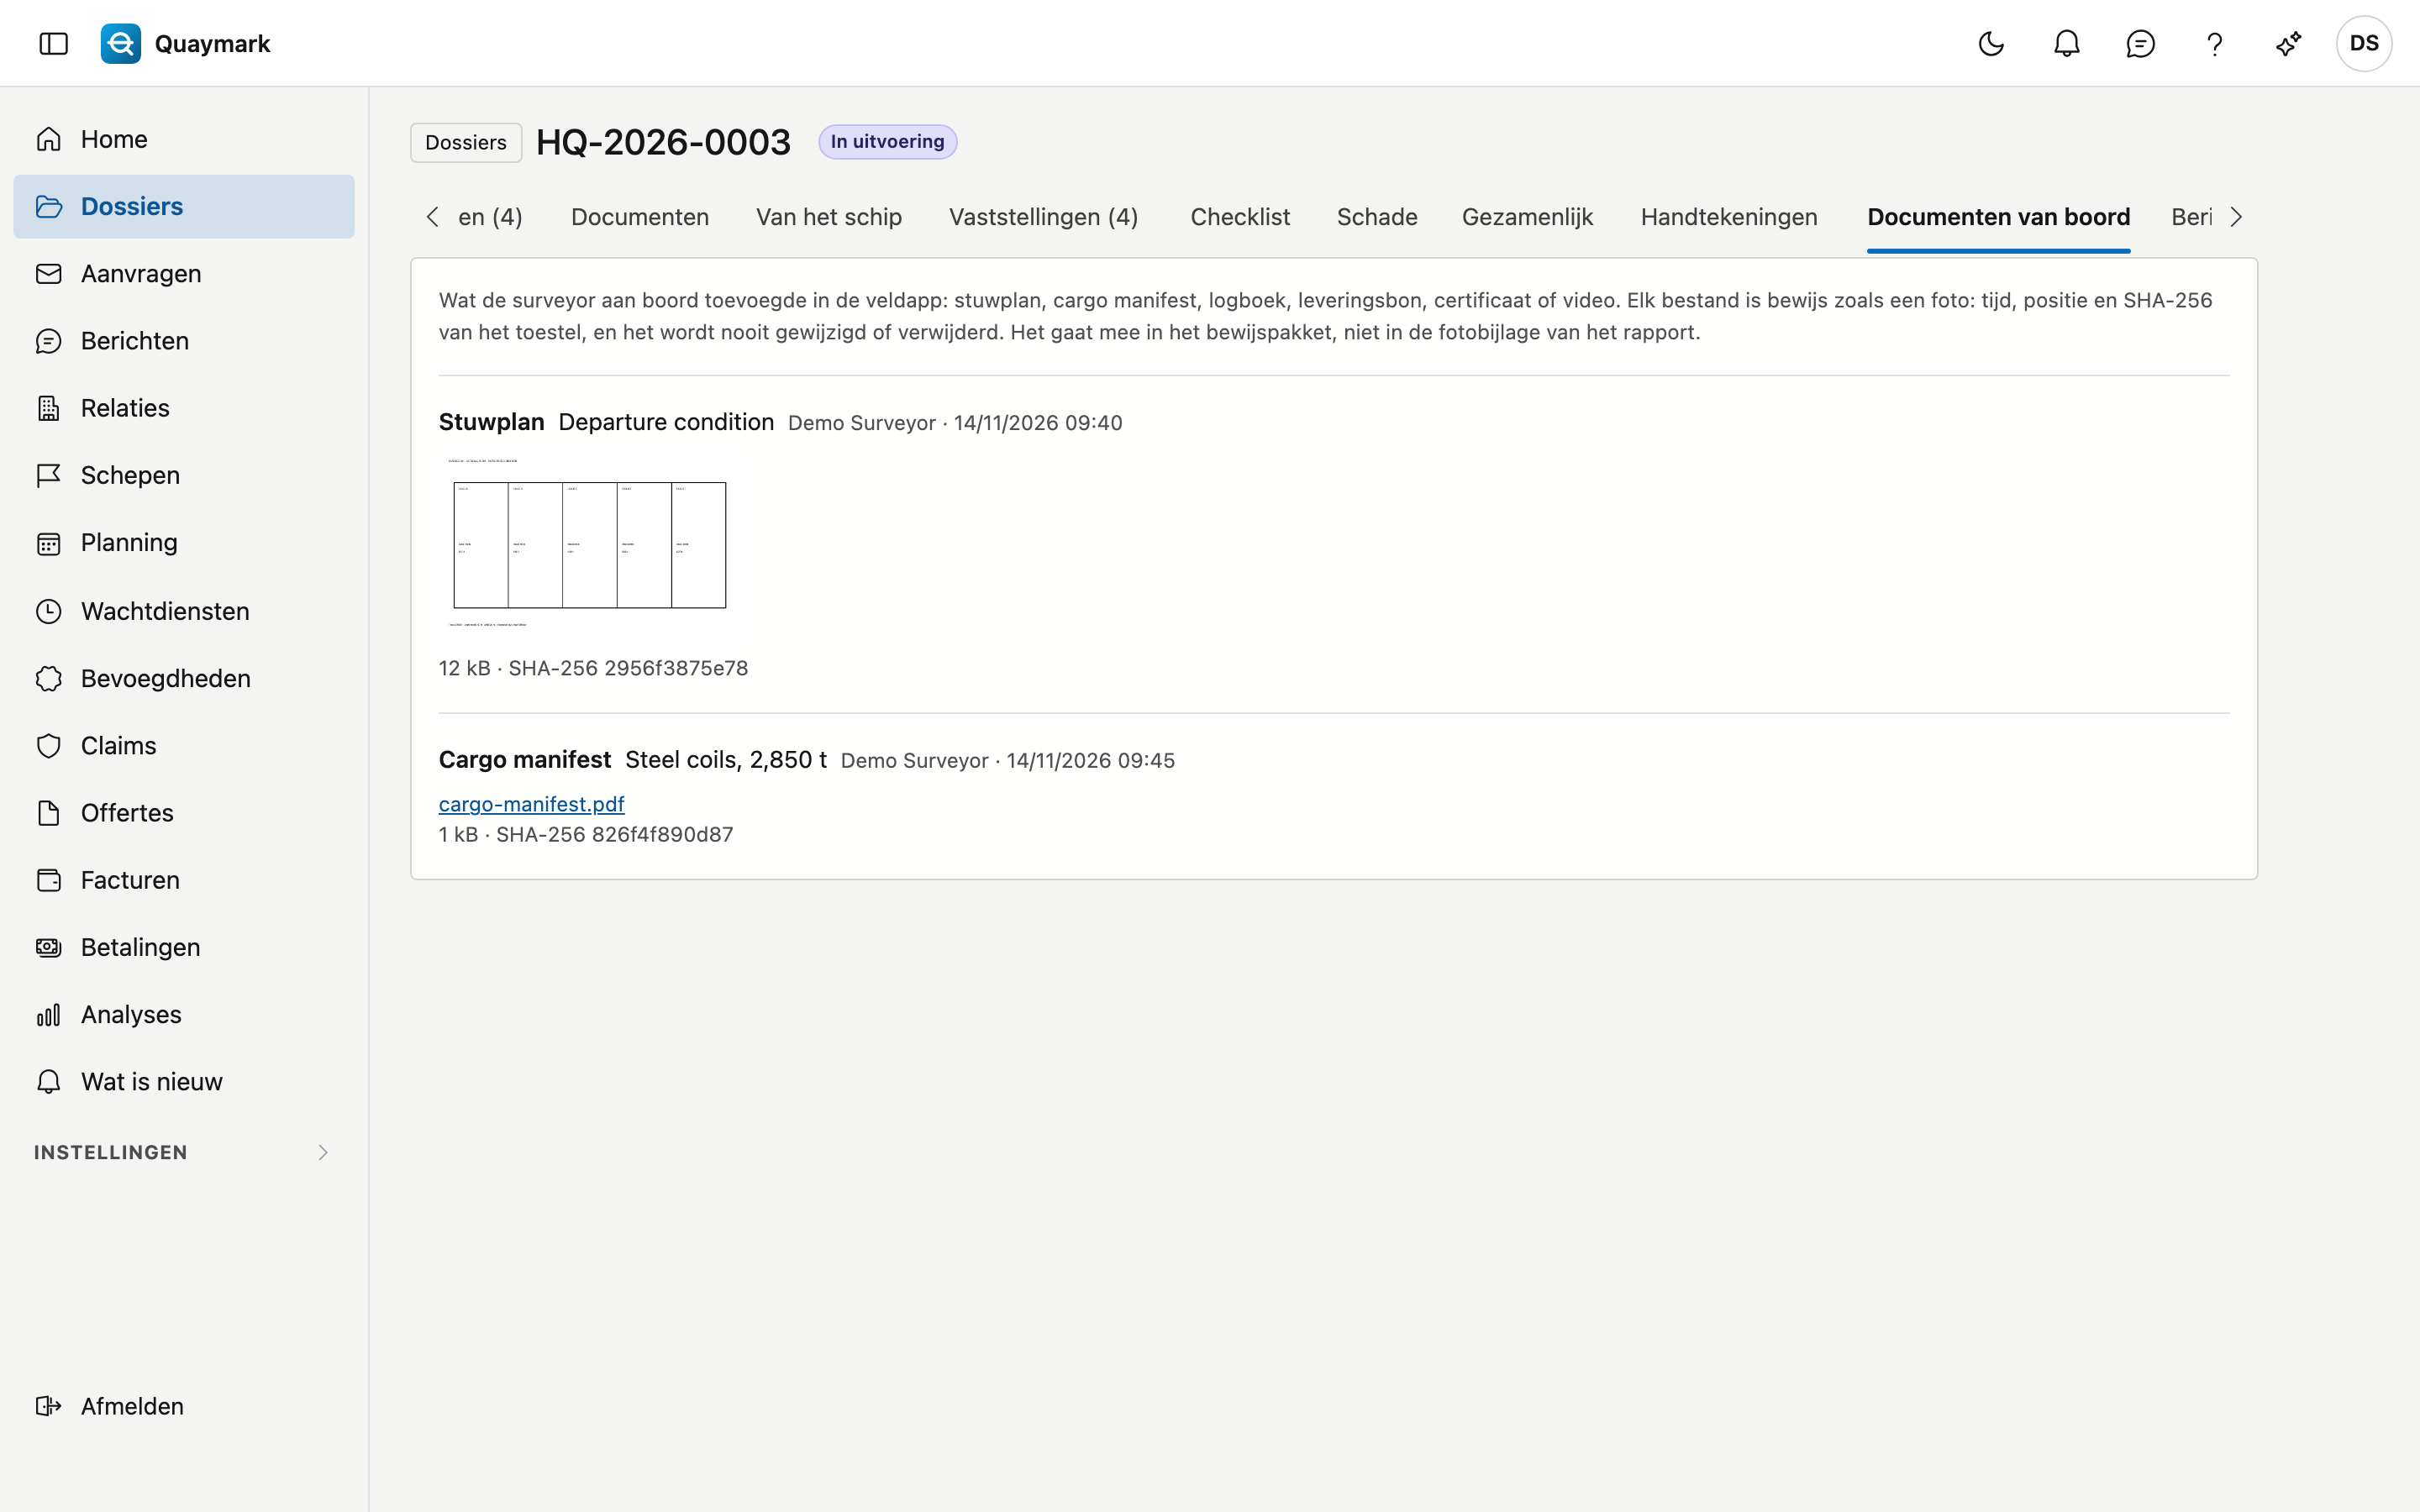 Quaymark
DS
Home
Dossiers
Aanvragen
Berichten
Relaties
Schepen
Planning
Wachtdiensten
Bevoegdheden
Claims
Offertes
Facturen
Betalingen
Analyses
Wat is nieuw
INSTELLINGEN
Afmelden
Dossiers HQ-2026-0003 In uitvoering
en (4) Documenten Van het schip Vaststellingen (4) Checklist Schade Gezamenlijk Handtekeningen Documenten van boord Beri
Wat de surveyor aan boord toevoegde in de veldapp: stuwplan, cargo manifest, logboek, leveringsbon, certificaat of video. Elk bestand is bewijs zoals een foto: tijd, positie en SHA-256
van het toestel, en het wordt nooit gewijzigd of verwijderd. Het gaat mee in het bewijspakket, niet in de fotobijlage van het rapport.
Stuwplan Departure condition Demo Surveyor · 14/11/2026 09:40
12 kB · SHA-256 2956f3875e78
Cargo manifest Steel coils, 2,850 t Demo Surveyor · 14/11/2026 09:45
cargo-manifest.pdf
1 kB · SHA-256 826f4f890d87